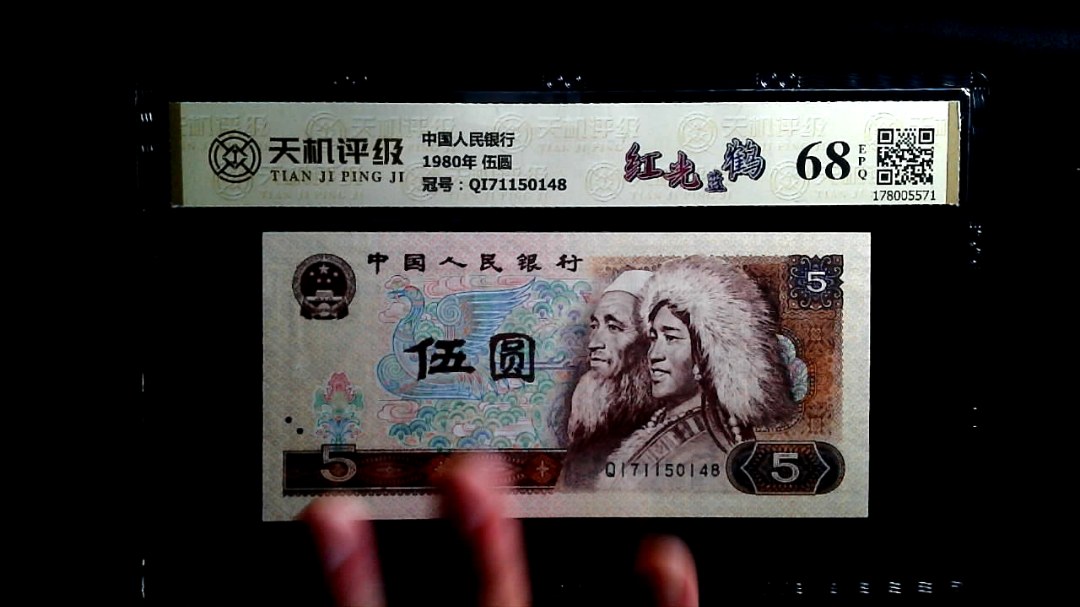 天机评级
TIAN JI PING JI
中国人民银行
1980年 伍圆
冠号：QI71150148
红光蓝鹤
68
EPQ
178005571
中国人民银行
5
伍圆
5
QI71150148
5